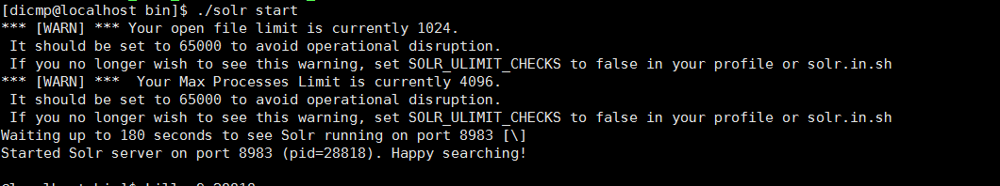 [dicmp@localhost bin]$ ./solr start
*** [WARN] *** Your open file limit is currently 1024.
 It should be set to 65000 to avoid operational disruption.
 If you no longer wish to see this warning, set SOLR_ULIMIT_CHECKS to false in your profile or solr.in.sh
*** [WARN] ***  Your Max Processes Limit is currently 4096.
 It should be set to 65000 to avoid operational disruption.
 If you no longer wish to see this warning, set SOLR_ULIMIT_CHECKS to false in your profile or solr.in.sh
Waiting up to 180 seconds to see Solr running on port 8983 [\]
Started Solr server on port 8983 (pid=28818). Happy searching!